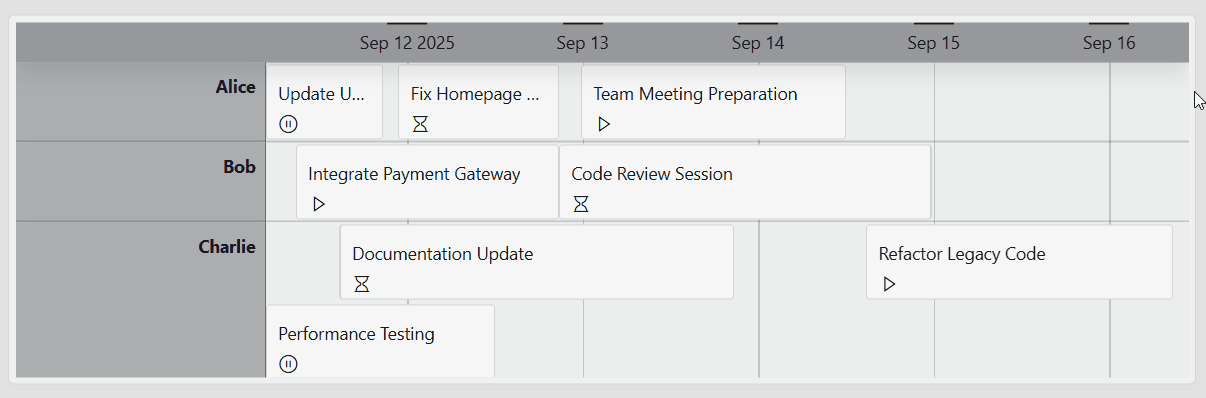 Sep 12 2025 Sep 13 Sep 14 Sep 15 Sep 16
Alice
Update U... Fix Homepage ... Team Meeting Preparation
Bob
Integrate Payment Gateway Code Review Session
Charlie
Documentation Update Refactor Legacy Code
Performance Testing